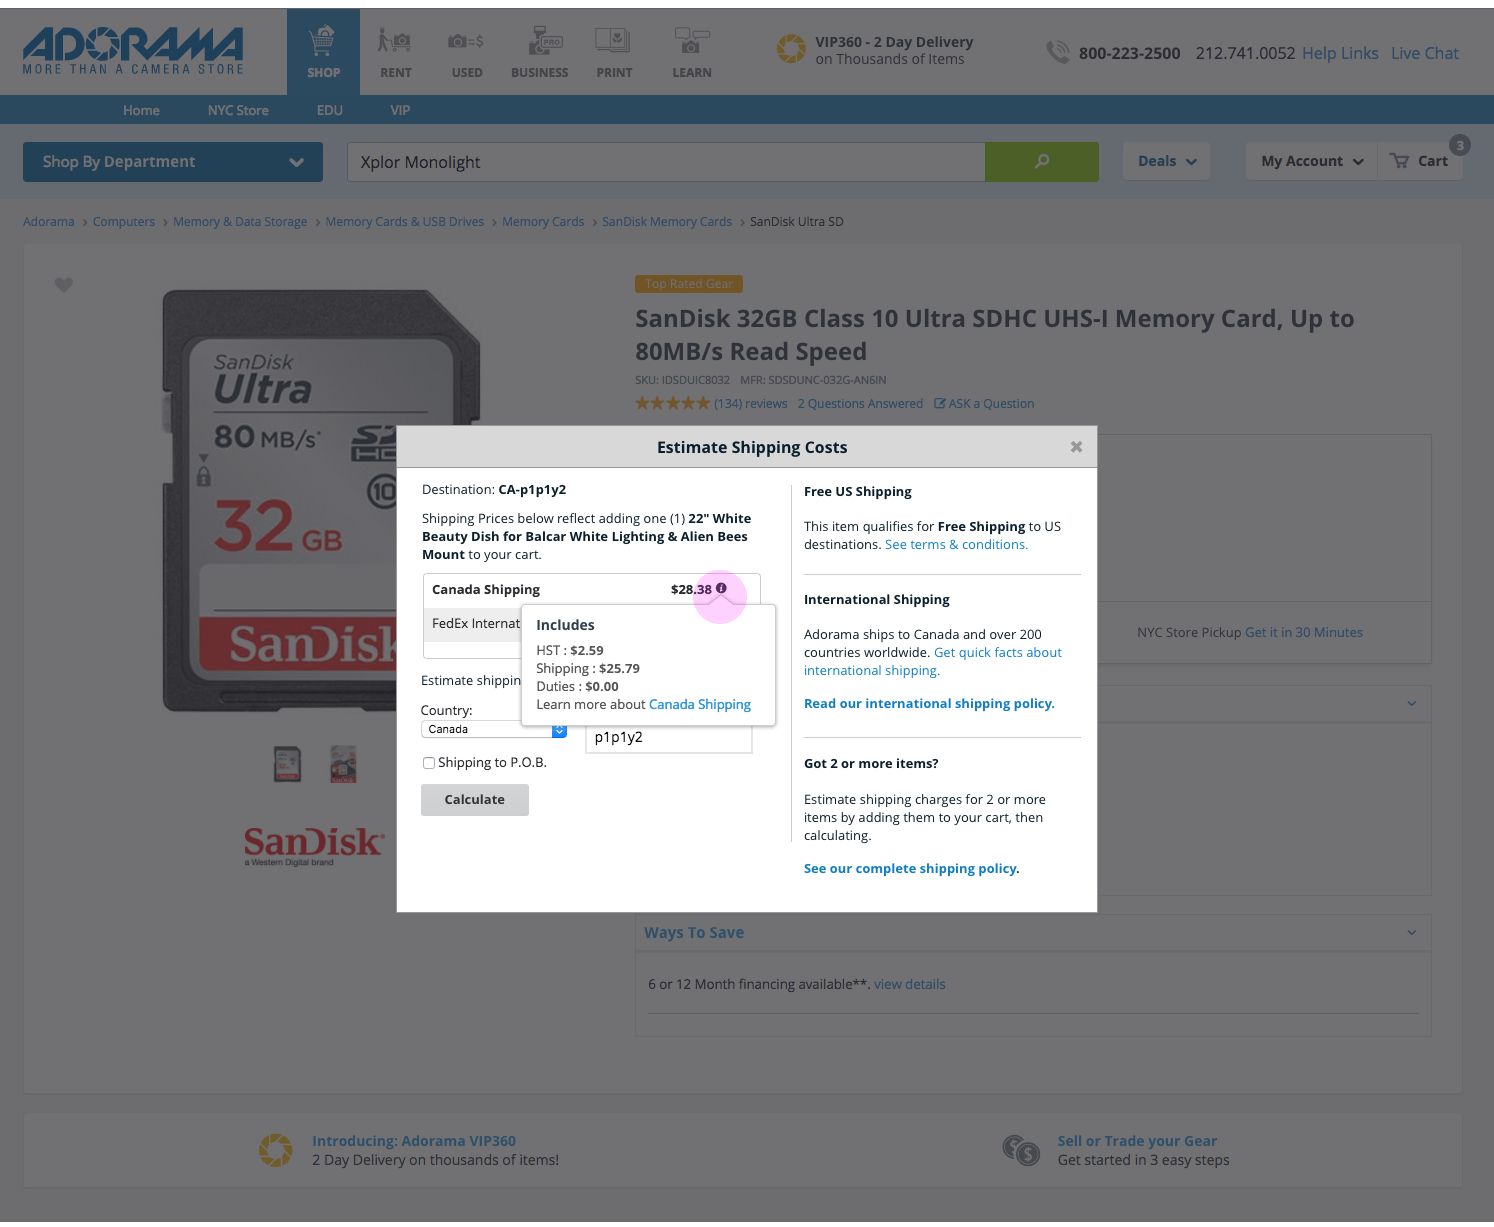 ADORAMA
MORE THAN A CAMERA STORE
SHOP
RENT
USED
BUSINESS
PRO
PRINT
LEARN
VIP360 - 2 Day Delivery
on Thousands of Items
800-223-2500 212.741.0052 Help Links Live Chat
Home NYC Store EDU VIP
Shop By Department
Xplor Monolight
Deals
My Account
Cart
3
Adorama > Computers > Memory & Data Storage > Memory Cards & USB Drives > Memory Cards > SanDisk Memory Cards > SanDisk Ultra SD
SanDisk
Ultra
80 MB/s*
10
32 GB
SanDisk
SanDisk
a Western Digital brand
Top Rated Gear
SanDisk 32GB Class 10 Ultra SDHC UHS-I Memory Card, Up to
80MB/s Read Speed
SKU: IDSDUIC8032 MFR: SDSDUNC-032G-AN6IN
(134) reviews 2 Questions Answered ASK a Question
Estimate Shipping Costs
Destination: CA-p1p1y2
Shipping Prices below reflect adding one (1) 22" White
Beauty Dish for Balcar White Lighting & Alien Bees
Mount to your cart.
Canada Shipping $28.38
FedEx Internat
Includes
HST : $2.59
Shipping : $25.79
Duties : $0.00
Learn more about Canada Shipping
Estimate shippin
Country:
Canada
p1p1y2
Shipping to P.O.B.
Calculate
Free US Shipping
This item qualifies for Free Shipping to US
destinations. See terms & conditions.
International Shipping
Adorama ships to Canada and over 200
countries worldwide. Get quick facts about
international shipping.
Read our international shipping policy.
Got 2 or more items?
Estimate shipping charges for 2 or more
items by adding them to your cart, then
calculating.
See our complete shipping policy.
NYC Store Pickup Get it in 30 Minutes
Ways To Save
6 or 12 Month financing available**. view details
Introducing: Adorama VIP360
2 Day Delivery on thousands of items!
Sell or Trade your Gear
Get started in 3 easy steps